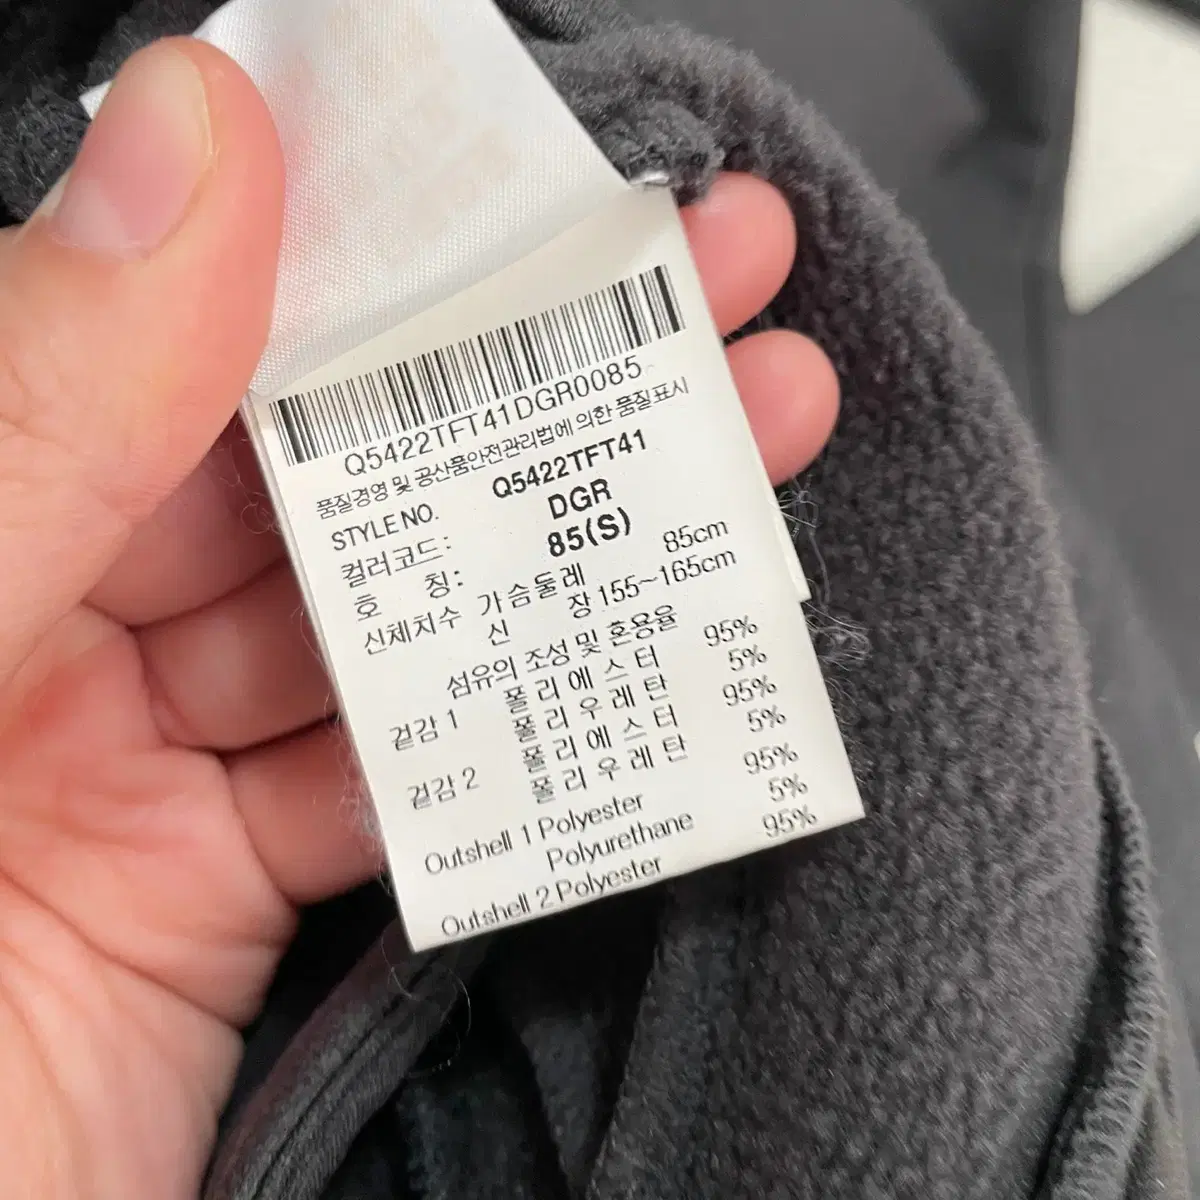 Q5422TFT41DGR0085
품질경영 및 공산품안전관리법에 의한 품질표시
STYLE NO. Q5422TFT41
컬러코드: DGR
호 칭: 85(S)
신체치수 가슴둘레 85cm
신 장 155~165cm
섬유의 조성 및 혼용율
겉감 1 폴리에스터 95%
폴리우레탄 5%
겉감 2 폴리에스터 95%
폴리우레탄 5%
Outshell 1 Polyester 95%
Polyurethane 5%
Outshell 2 Polyester 95%